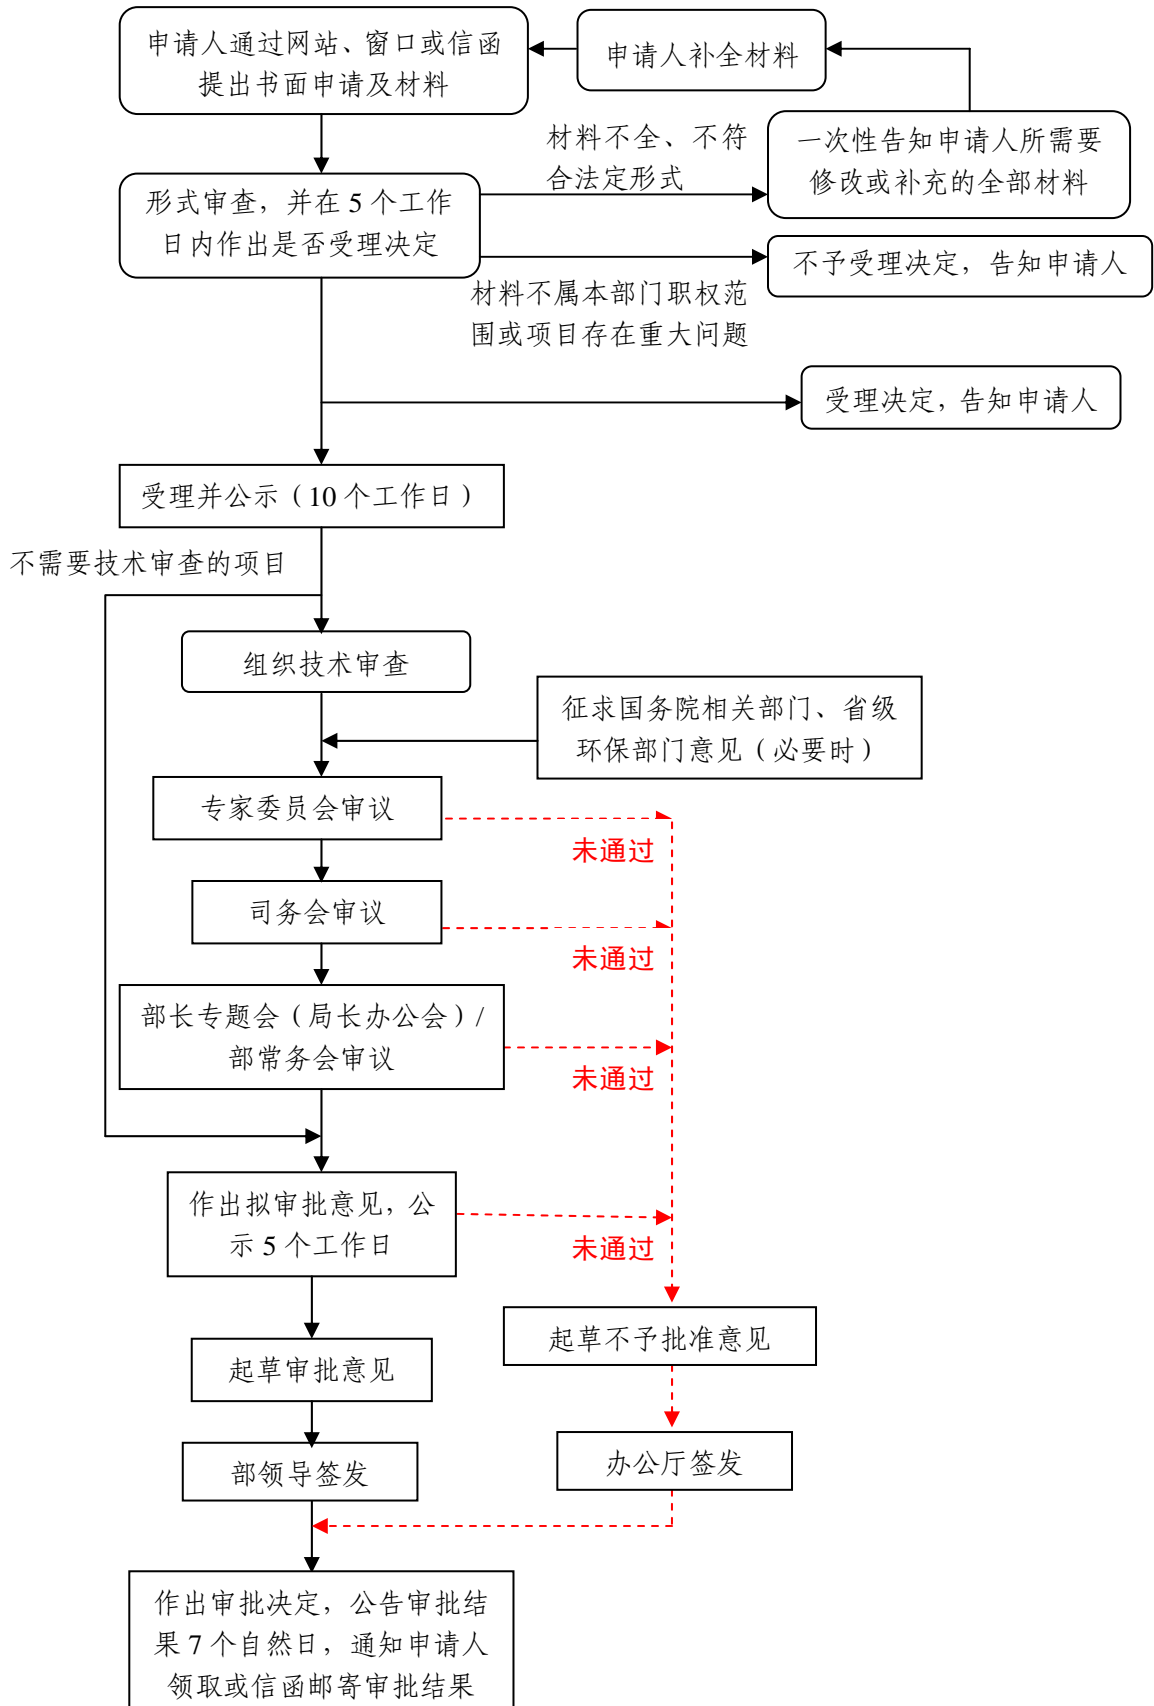 申请人通过网站、窗口或信函
提出书面申请及材料
申请人补全材料
材料不全、不符
合法定形式
一次性告知申请人所需要
修改或补充的全部材料
形式审查，并在 5 个工作
日内作出是否受理决定
不予受理决定，告知申请人
材料不属本部门职权范
围或项目存在重大问题
受理决定，告知申请人
受理并公示（10 个工作日）
不需要技术审查的项目
组织技术审查
征求国务院相关部门、省级
环保部门意见（必要时）
专家委员会审议
未通过
司务会审议
未通过
部长专题会（局长办公会）/
部常务会审议
未通过
作出拟审批意见，公
示 5 个工作日
未通过
起草不予批准意见
起草审批意见
办公厅签发
部领导签发
作出审批决定，公告审批结
果 7 个自然日，通知申请人
领取或信函邮寄审批结果